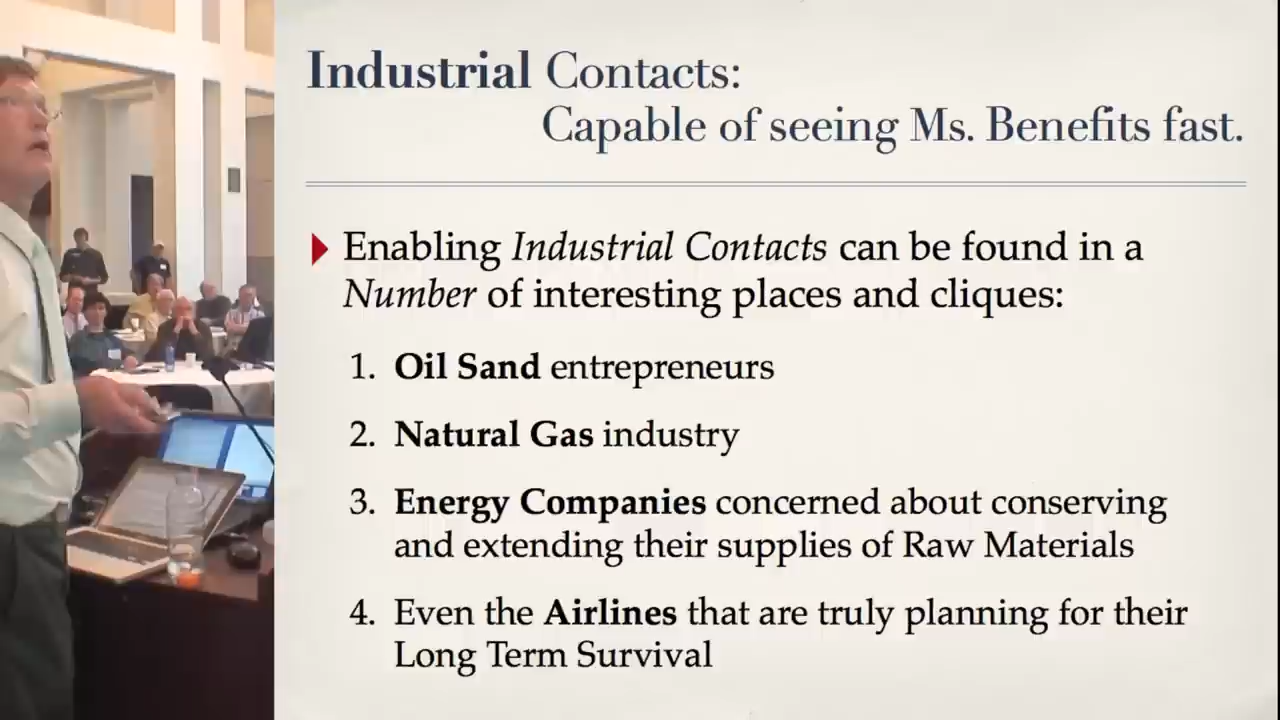 Industrial Contacts:
Capable of seeing Ms. Benefits fast.
Enabling Industrial Contacts can be found in a
Number of interesting places and cliques:
1. Oil Sand entrepreneurs
2. Natural Gas industry
3. Energy Companies concerned about conserving
and extending their supplies of Raw Materials
4. Even the Airlines that are truly planning for their
Long Term Survival